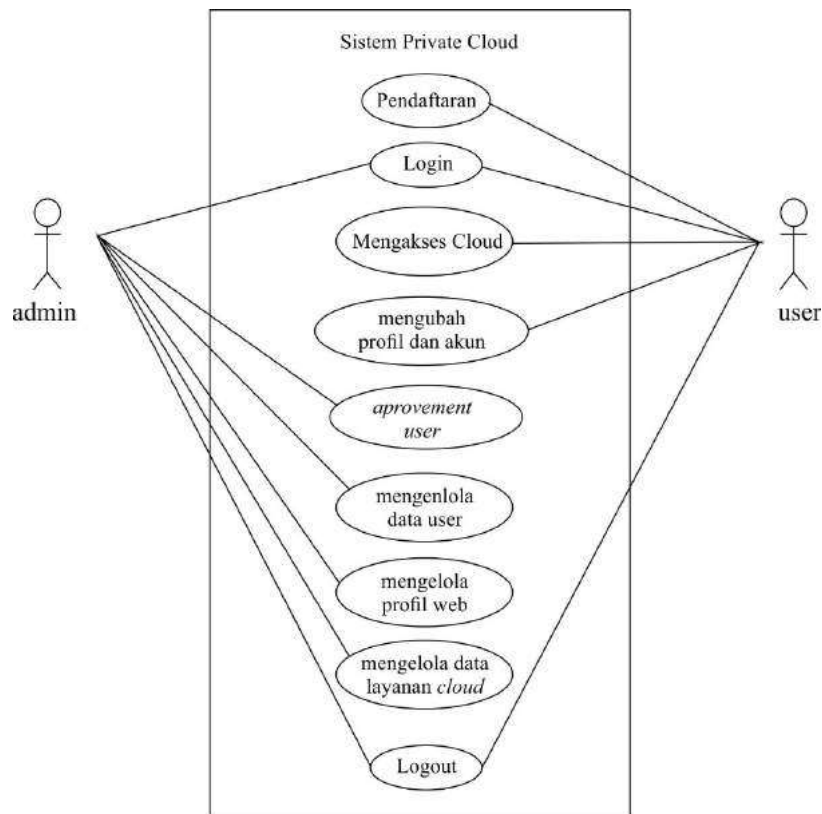 Sistem Private Cloud
Pendaftaran
Login
Mengakses Cloud
admin
user
mengubah
profil dan akun
aprovement
user
mengenlola
data user
mengelola
profil web
mengelola data
layanan cloud
Logout